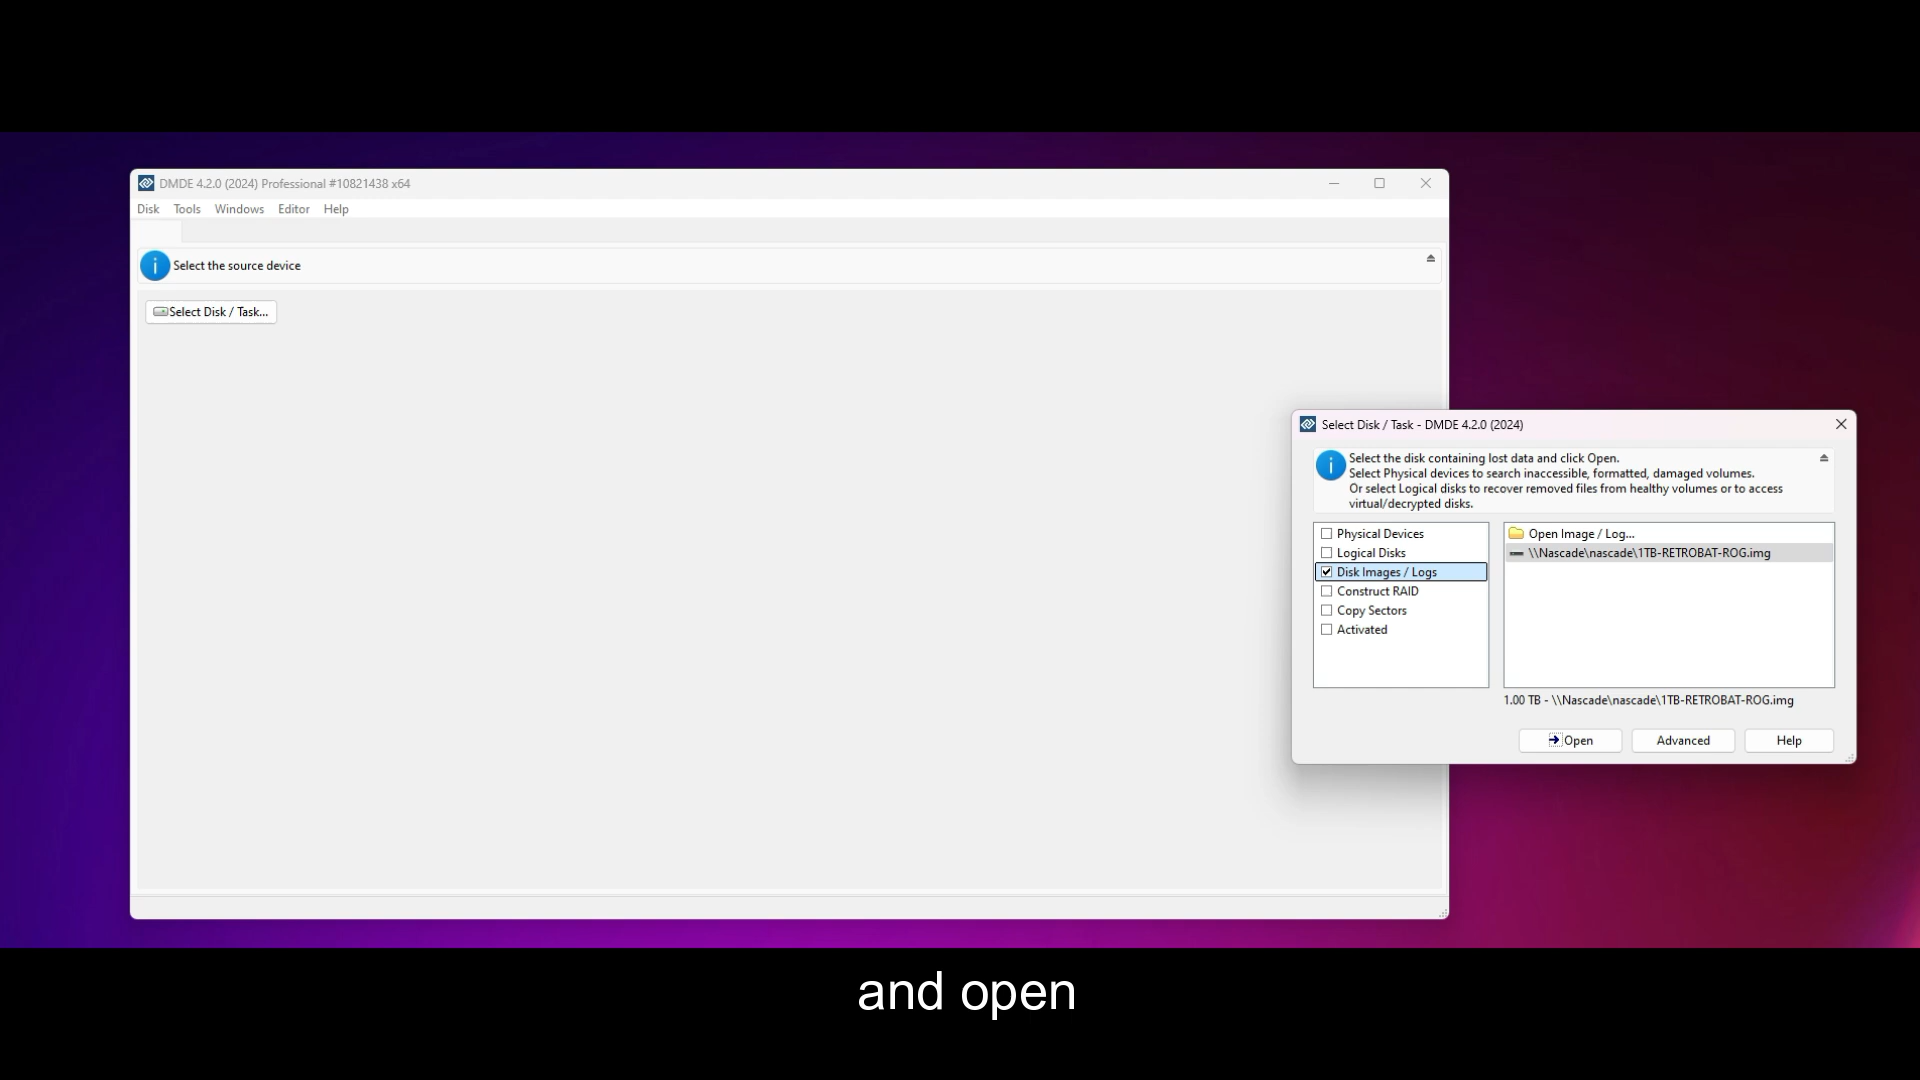 DMDE 4.2.0 (2024) Professional #10821438 x64
Disk Tools Windows Editor Help
Select the source device
Select Disk / Task...
Select Disk / Task - DMDE 4.2.0 (2024)
Select the disk containing lost data and click Open.
Select Physical devices to search inaccessible, formatted, damaged volumes.
Or select Logical disks to recover removed files from healthy volumes or to access
virtual/decrypted disks.
Physical Devices
Logical Disks
Disk Images / Logs
Construct RAID
Copy Sectors
Activated
Open Image / Log...
\\Nascade\nascade\1TB-RETROBAT-ROG.img
1.00 TB - \\Nascade\nascade\1TB-RETROBAT-ROG.img
Open Advanced Help
and open